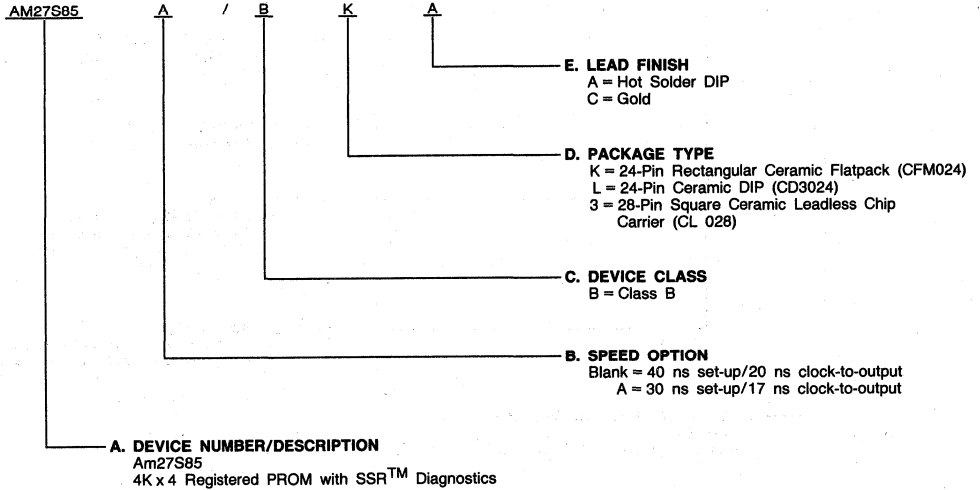 AM27S85 A / B K A
E. LEAD FINISH
A = Hot Solder DIP
C = Gold
D. PACKAGE TYPE
K = 24-Pin Rectangular Ceramic Flatpack (CFM024)
L = 24-Pin Ceramic DIP (CD3024)
3 = 28-Pin Square Ceramic Leadless Chip
Carrier (CL 028)
C. DEVICE CLASS
B = Class B
B. SPEED OPTION
Blank = 40 ns set-up/20 ns clock-to-output
A = 30 ns set-up/17 ns clock-to-output
A. DEVICE NUMBER/DESCRIPTION
Am27S85
4K x 4 Registered PROM with SSR™ Diagnostics